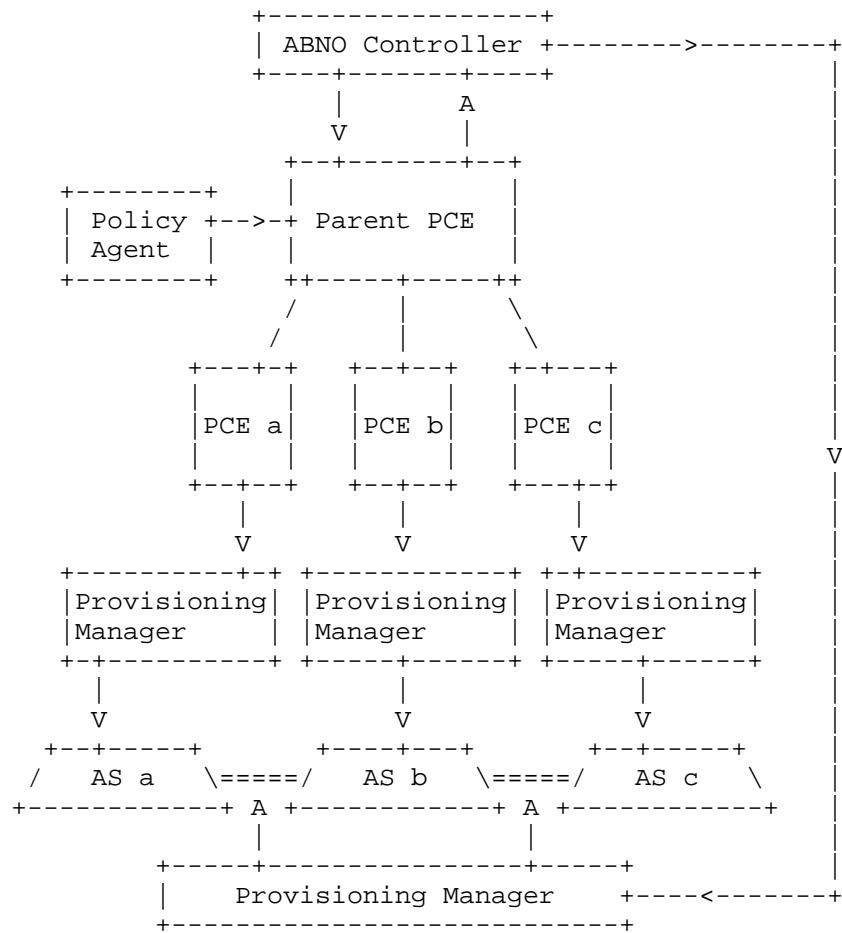 ABNO Controller
A
V
Policy Parent PCE
Agent
PCE a PCE b PCE c
V
V V V
Provisioning Provisioning Provisioning
Manager Manager Manager
V V V
AS a AS b AS c
A A
Provisioning Manager